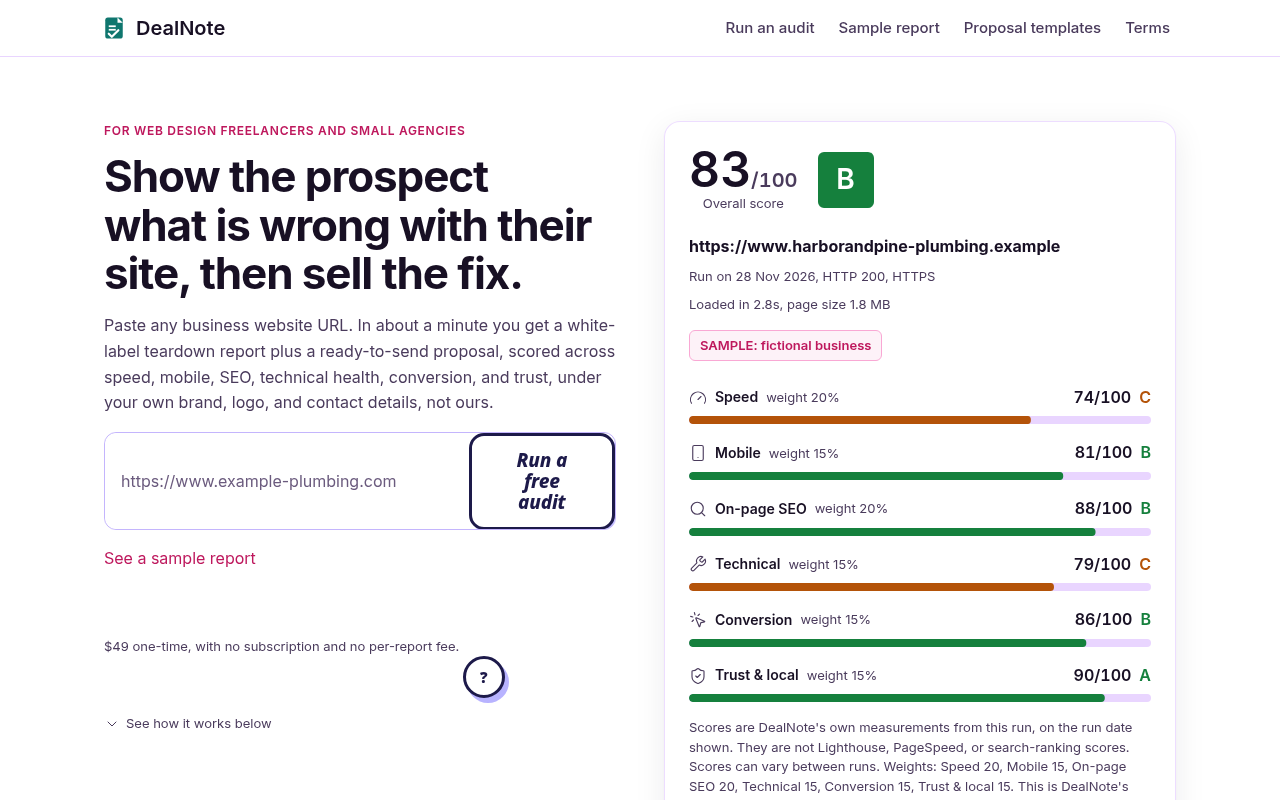 DealNote
Run an audit
Sample report
Proposal templates
Terms
FOR WEB DESIGN FREELANCERS AND SMALL AGENCIES
Show the prospect
what is wrong with their
site, then sell the fix.
Paste any business website URL. In about a minute you get a white-
label teardown report plus a ready-to-send proposal, scored across
speed, mobile, SEO, technical health, conversion, and trust, under
your own brand, logo, and contact details, not ours.
https://www.example-plumbing.com
Run a
free
audit
See a sample report
$49 one-time, with no subscription and no per-report fee.
?
See how it works below
83/100
B
Overall score
https://www.harborandpine-plumbing.example
Run on 28 Nov 2026, HTTP 200, HTTPS
Loaded in 2.8s, page size 1.8 MB
SAMPLE: fictional business
Speed weight 20% 74/100 C
Mobile weight 15% 81/100 B
On-page SEO weight 20% 88/100 B
Technical weight 15% 79/100 C
Conversion weight 15% 86/100 B
Trust & local weight 15% 90/100 A
Scores are DealNote's own measurements from this run, on the run date
shown. They are not Lighthouse, PageSpeed, or search-ranking scores.
Scores can vary between runs. Weights: Speed 20, Mobile 15, On-page
SEO 20, Technical 15, Conversion 15, Trust & local 15. This is DealNote's